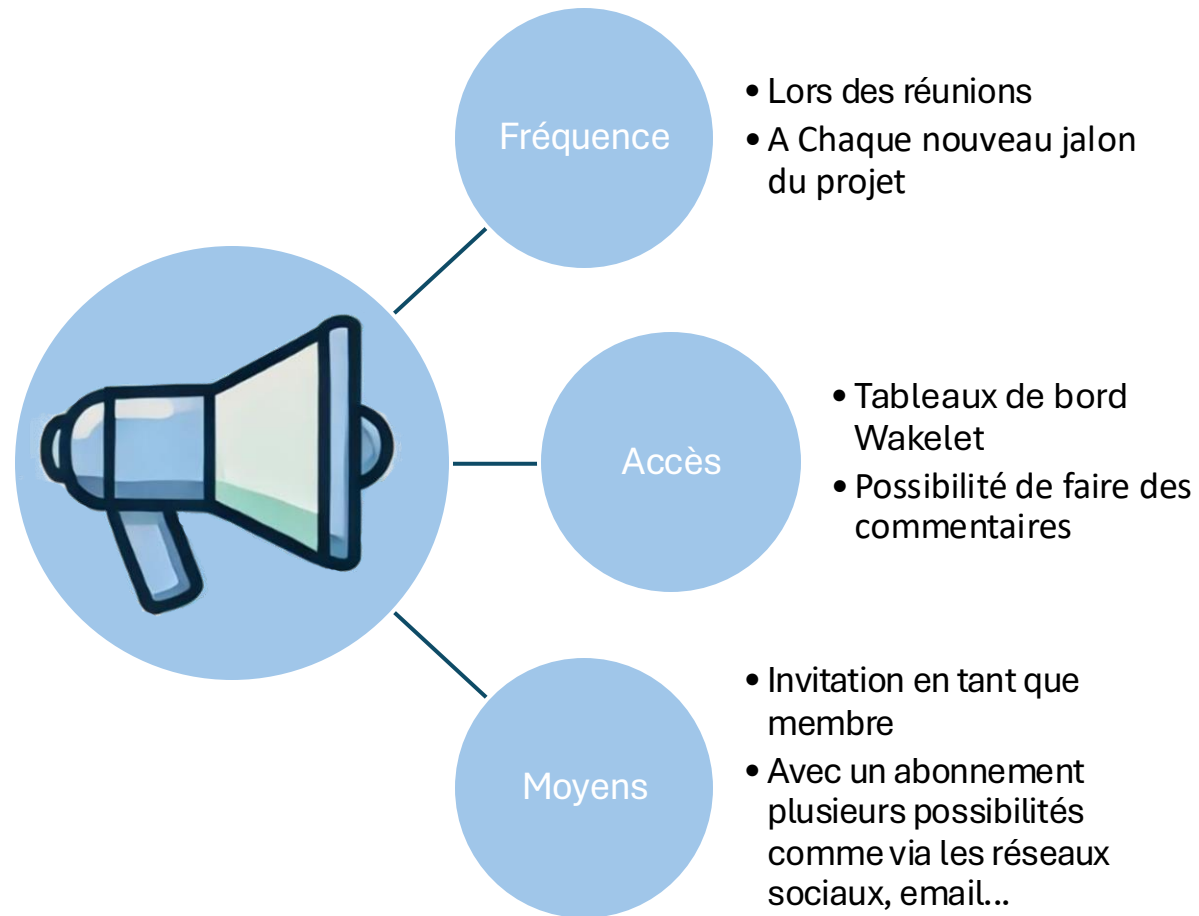 Fréquence
• Lors des réunions
• A Chaque nouveau jalon
du projet
Accès
• Tableaux de bord
Wakelet
• Possibilité de faire des
commentaires
Moyens
• Invitation en tant que
membre
• Avec un abonnement
plusieurs possibilités
comme via les réseaux
sociaux, email...